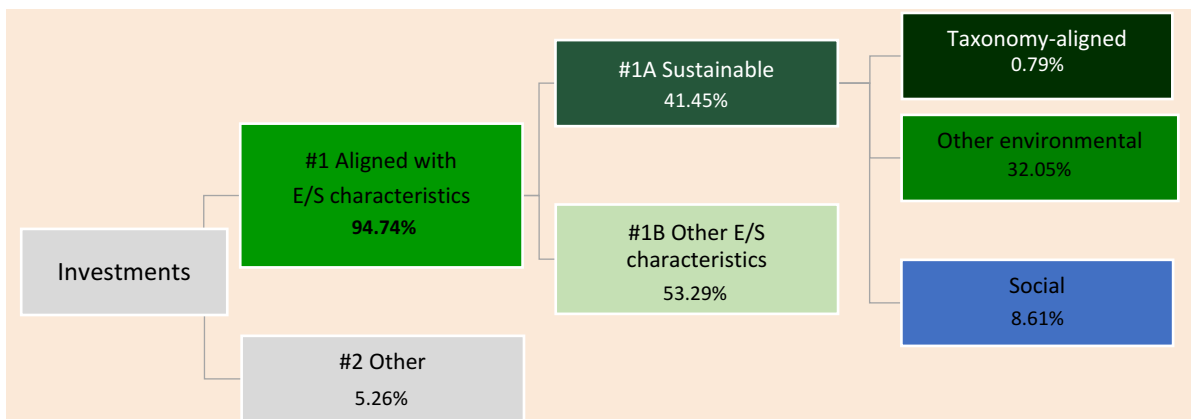 Investments
#1 Aligned with
E/S characteristics
94.74%
#2 Other
5.26%
#1A Sustainable
41.45%
#1B Other E/S
characteristics
53.29%
Taxonomy-aligned
0.79%
Other environmental
32.05%
Social
8.61%